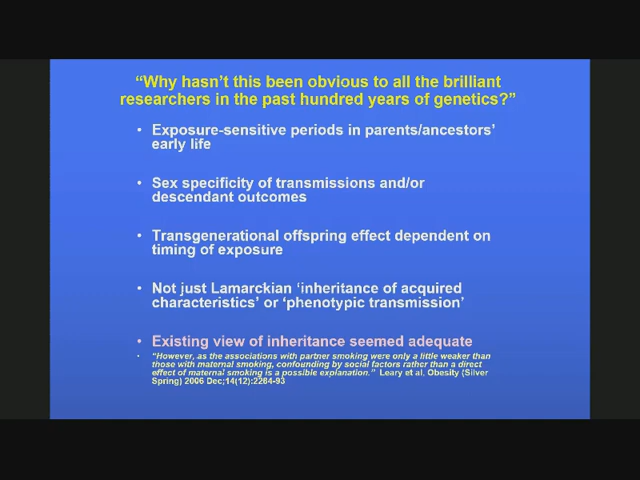 “Why hasn’t this been obvious to all the brilliant
researchers in the past hundred years of genetics?”
• Exposure-sensitive periods in parents/ancestors’
early life
• Sex specificity of transmissions and/or
descendant outcomes
• Transgenerational offspring effect dependent on
timing of exposure
• Not just Lamarckian ‘inheritance of acquired
characteristics’ or ‘phenotypic transmission’
• Existing view of inheritance seemed adequate
• “However, as the associations with partner smoking were only a little weaker than
those with maternal smoking, confounding by social factors rather than a direct
effect of maternal smoking is a possible explanation.” Leary et al. Obesity (Silver
Spring) 2006 Dec;14(12):2284-93